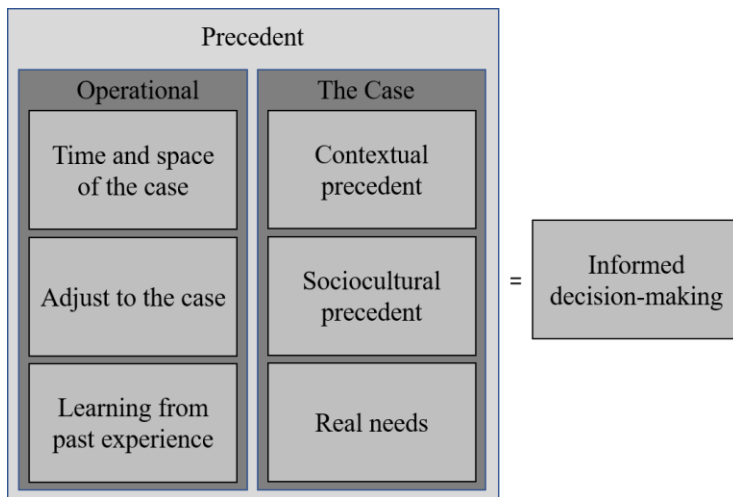 Precedent
Operational
Time and space
of the case
Adjust to the case
Learning from
past experience
The Case
Contextual
precedent
Sociocultural
precedent
Real needs
=
Informed
decision-making